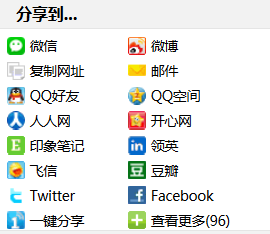 分享到...
微信 微博
复制网址 邮件
QQ好友 QQ空间
人人网 开心网
印象笔记 领英
飞信 豆瓣
Twitter Facebook
一键分享 查看更多(96)